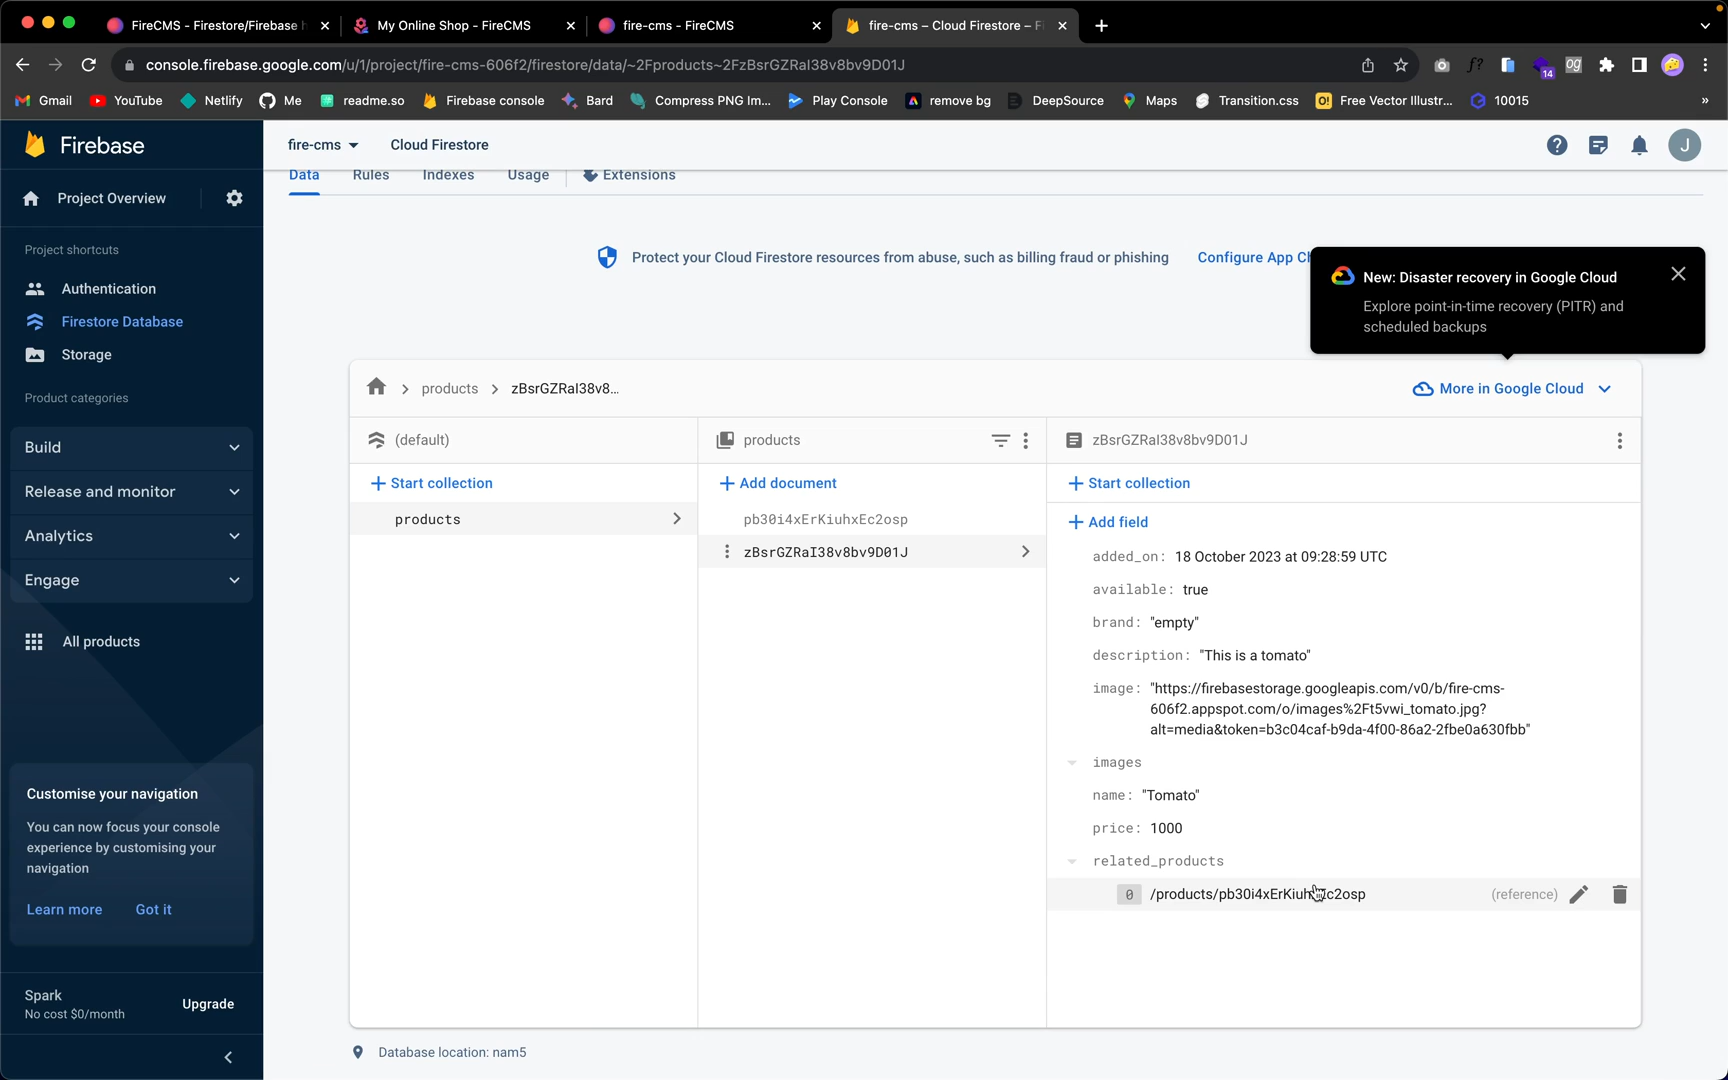 FireCMS - Firestore/Firebase h
My Online Shop - FireCMS
fire-cms - FireCMS
fire-cms – Cloud Firestore – Fi
console.firebase.google.com/u/1/project/fire-cms-606f2/firestore/data/~2Fproducts~2FzBsrGZRaI38v8bv9D01J
f?
14
og
Gmail
YouTube
Netlify
Me
readme.so
Firebase console
Bard
Compress PNG Im...
Play Console
remove bg
DeepSource
Maps
Transition.css
O!
Free Vector Illustr...
10015
»
Firebase
fire-cms
Cloud Firestore
J
Project Overview
Data
Rules
Indexes
Usage
Extensions
Project shortcuts
Authentication
Firestore Database
Storage
Product categories
Build
Release and monitor
Analytics
Engage
All products
Customise your navigation
You can now focus your console
experience by customising your
navigation
Learn more
Got it
Spark
No cost $0/month
Upgrade
Protect your Cloud Firestore resources from abuse, such as billing fraud or phishing
Configure App Ch
New: Disaster recovery in Google Cloud
Explore point-in-time recovery (PITR) and
scheduled backups
products
zBsrGZRaI38v8...
More in Google Cloud
(default)
Start collection
products
products
Add document
pb30i4xErKiuhxEc2osp
zBsrGZRaI38v8bv9D01J
zBsrGZRaI38v8bv9D01J
Start collection
Add field
added_on: 18 October 2023 at 09:28:59 UTC
available: true
brand: "empty"
description: "This is a tomato"
image: "https://firebasestorage.googleapis.com/v0/b/fire-cms-
606f2.appspot.com/o/images%2Ft5vwi_tomato.jpg?
alt=media&token=b3c04caf-b9da-4f00-86a2-2fbe0a630fbb"
images
name: "Tomato"
price: 1000
related_products
0 /products/pb30i4xErKiuhxEc2osp (reference)
Database location: nam5